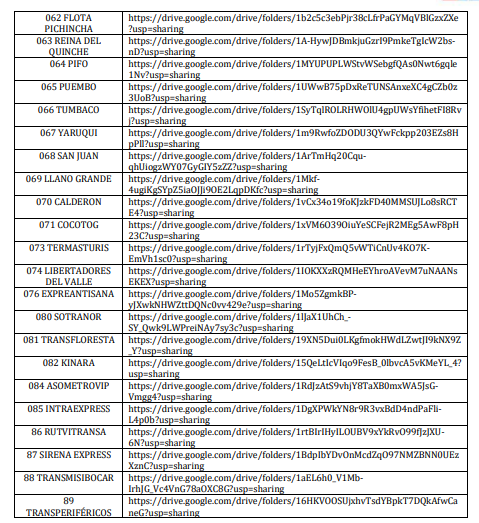 062 FLOTA
PICHINCHA
https://drive.google.com/drive/folders/1b2c5c3ebPjr38cLfrPaGYMqVBlGzxZXe
?usp=sharing
063 REINA DEL
QUINCHE
https://drive.google.com/drive/folders/1A-HywJDBmkjuGzrI9PmkeTgIcW2bs-
nD?usp=sharing
064 PIFO
https://drive.google.com/drive/folders/1MYUPUPLWStvWSebgfQAs0Nwt6gqle
1Nv?usp=sharing
065 PUEMBO
https://drive.google.com/drive/folders/1UWwB75pDxReTUNSAnxeXC4gCZb0z
3UoB?usp=sharing
066 TUMBACO
https://drive.google.com/drive/folders/1SyTqIROLRHWOlU4gpUWsYfihetFI8Rv
j?usp=sharing
067 YARUQUI
https://drive.google.com/drive/folders/1m9RwfoZDODU3QYwFckpp203EZs8H
pPlI?usp=sharing
068 SAN JUAN
https://drive.google.com/drive/folders/1ArTmHq20Cqu-
qhUiogzWY07GyGlY5zZZ?usp=sharing
069 LLANO GRANDE
https://drive.google.com/drive/folders/1Mkf-
4ugiKgSYpZ5iaOJJi9OE2LqpDKfc?usp=sharing
070 CALDERON
https://drive.google.com/drive/folders/1vCx34o19foKJzkFD40MMSUJLo8sRCT
E4?usp=sharing
071 COCOTOG
https://drive.google.com/drive/folders/1xVM6O39OiuYeSCFejR2MEg5AwF8pH
23C?usp=sharing
073 TERMASTURIS
https://drive.google.com/drive/folders/1rTyjFxQmQ5vWTiCnUv4KO7K-
EmVh1sc0?usp=sharing
074 LIBERTADORES
DEL VALLE
https://drive.google.com/drive/folders/1IOKXXzRQMHeEYhroAVevM7uNAANs
EKEX?usp=sharing
076 EXPREANTISANA
https://drive.google.com/drive/folders/1Mo5ZgmkBP-
yJXwkNHWZttDQNc0vv429e?usp=sharing
080 SOTRANOR
https://drive.google.com/drive/folders/1IJaX1UhCh_-
SY_Qwk9LWPreiNAy7sy3c?usp=sharing
081 TRANSFLORESTA
https://drive.google.com/drive/folders/19XN5Dui0LKgfmokHWdLZwtJI9kNX9Z
_Y?usp=sharing
082 KINARA
https://drive.google.com/drive/folders/15QeLtIcVIqo9FesB_0lbvcA5vKMeYL_4?
usp=sharing
084 ASOMETROVIP
https://drive.google.com/drive/folders/1RdJzAtS9vhjY8TaXB0mxWA5JsG-
Vmgg4?usp=sharing
085 INTRAEXPRESS
https://drive.google.com/drive/folders/1DgXPWkYN8r9R3vxBdD4ndPaFli-
L4p0b?usp=sharing
86 RUTVITRANSA
https://drive.google.com/drive/folders/1rtBIrIHyILOUBV9xYkRvO99fJzJXU-
6N?usp=sharing
87 SIRENA EXPRESS
https://drive.google.com/drive/folders/1BdpIbYDvOnMcdZqO97NMZBNN0UEz
XznC?usp=sharing
88 TRANSMISIBOCAR
https://drive.google.com/drive/folders/1aEL6h0_V1Mb-
IrhJG_Vc4VnG78aOXC8G?usp=sharing
89
TRANSPERIFÉRICOS
https://drive.google.com/drive/folders/16HKVOOSUjxhvTsdYBpkT7DQkAfwCa
neG?usp=sharing